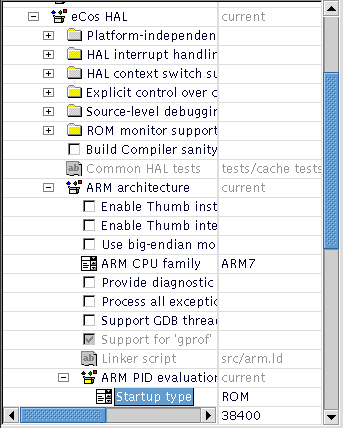 eCos HAL current
Platform-independen
HAL interrupt handlin
HAL context switch su
Explicit control over c
Source-level debuggin
ROM monitor support
Build Compiler sanity
Common HAL tests tests/cache tests
ARM architecture current
Enable Thumb inst
Enable Thumb inte
Use big-endian mo
ARM CPU family ARM7
Provide diagnostic
Process all exceptio
Support GDB threa
Support for 'gprof'
Linker script src/arm.ld
ARM PID evaluation current
Startup type ROM
38400